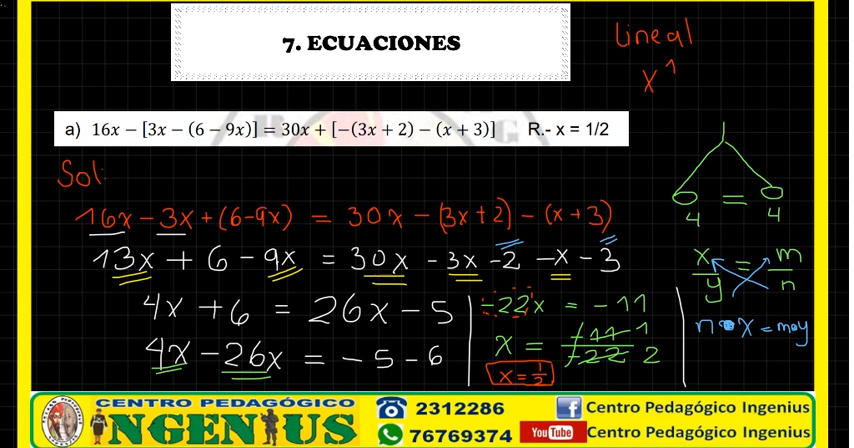 7. ECUACIONES
Lineal
x¹
a) 16x − [3x − (6 − 9x)] = 30x + [−(3x + 2) − (x + 3)] R.- x = 1/2
Sol:
16x − 3x + (6-9x) = 30x − (3x+2) − (x+3)
13x + 6 − 9x = 30x − 3x − 2 − x − 3
4x + 6 = 26x − 5
4x − 26x = − 5 − 6
-22x = − 11
x = -11 1 / -22 2
x = 1/2
=
4 4
x/y = m/n
n • x = m•y
CENTRO PEDAGÓGICO
INGENIUS
2312286
76769374
Centro Pedagógico Ingenius
You Tube Centro Pedagógico Ingenius